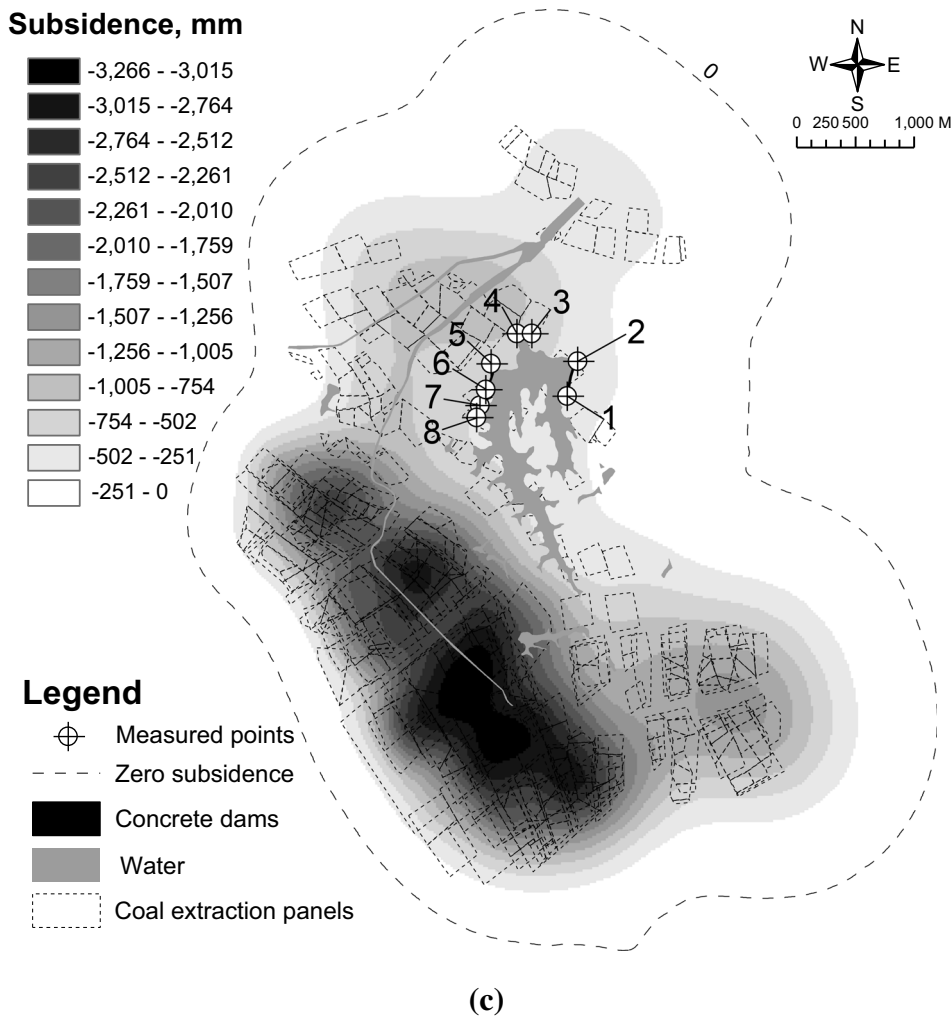 Subsidence, mm
-3,266 - -3,015
-3,015 - -2,764
-2,764 - -2,512
-2,512 - -2,261
-2,261 - -2,010
-2,010 - -1,759
-1,759 - -1,507
-1,507 - -1,256
-1,256 - -1,005
-1,005 - -754
-754 - -502
-502 - -251
-251 - 0
N
W E
S
0 250 500 1,000 M
0
4 3
5 2
6
7 1
8
Legend
Measured points
Zero subsidence
Concrete dams
Water
Coal extraction panels
(c)